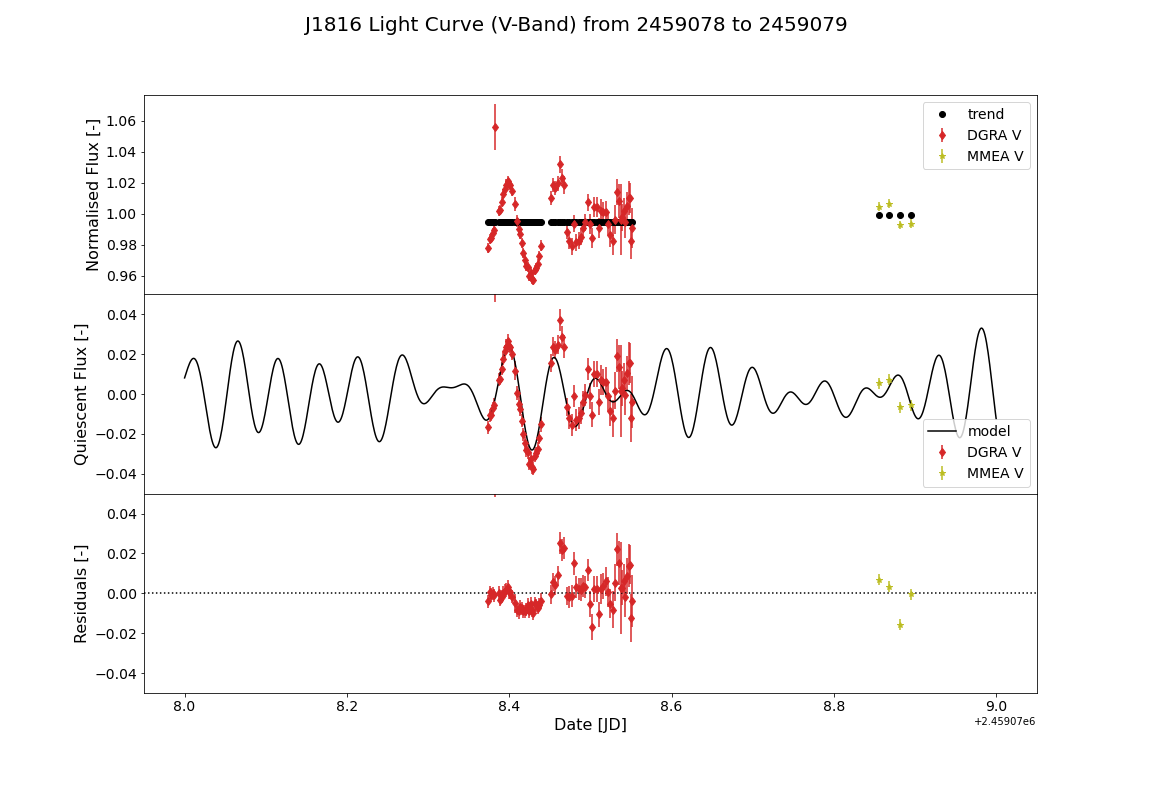 J1816 Light Curve (V-Band) from 2459078 to 2459079
Normalised Flux [-]
1.06
1.04
1.02
1.00
0.98
0.96
trend
DGRA V
MMEA V
Quiescent Flux [-]
0.04
0.02
0.00
−0.02
−0.04
model
DGRA V
MMEA V
Residuals [-]
0.04
0.02
0.00
−0.02
−0.04
8.0 8.2 8.4 8.6 8.8 9.0
+2.45907e6
Date [JD]